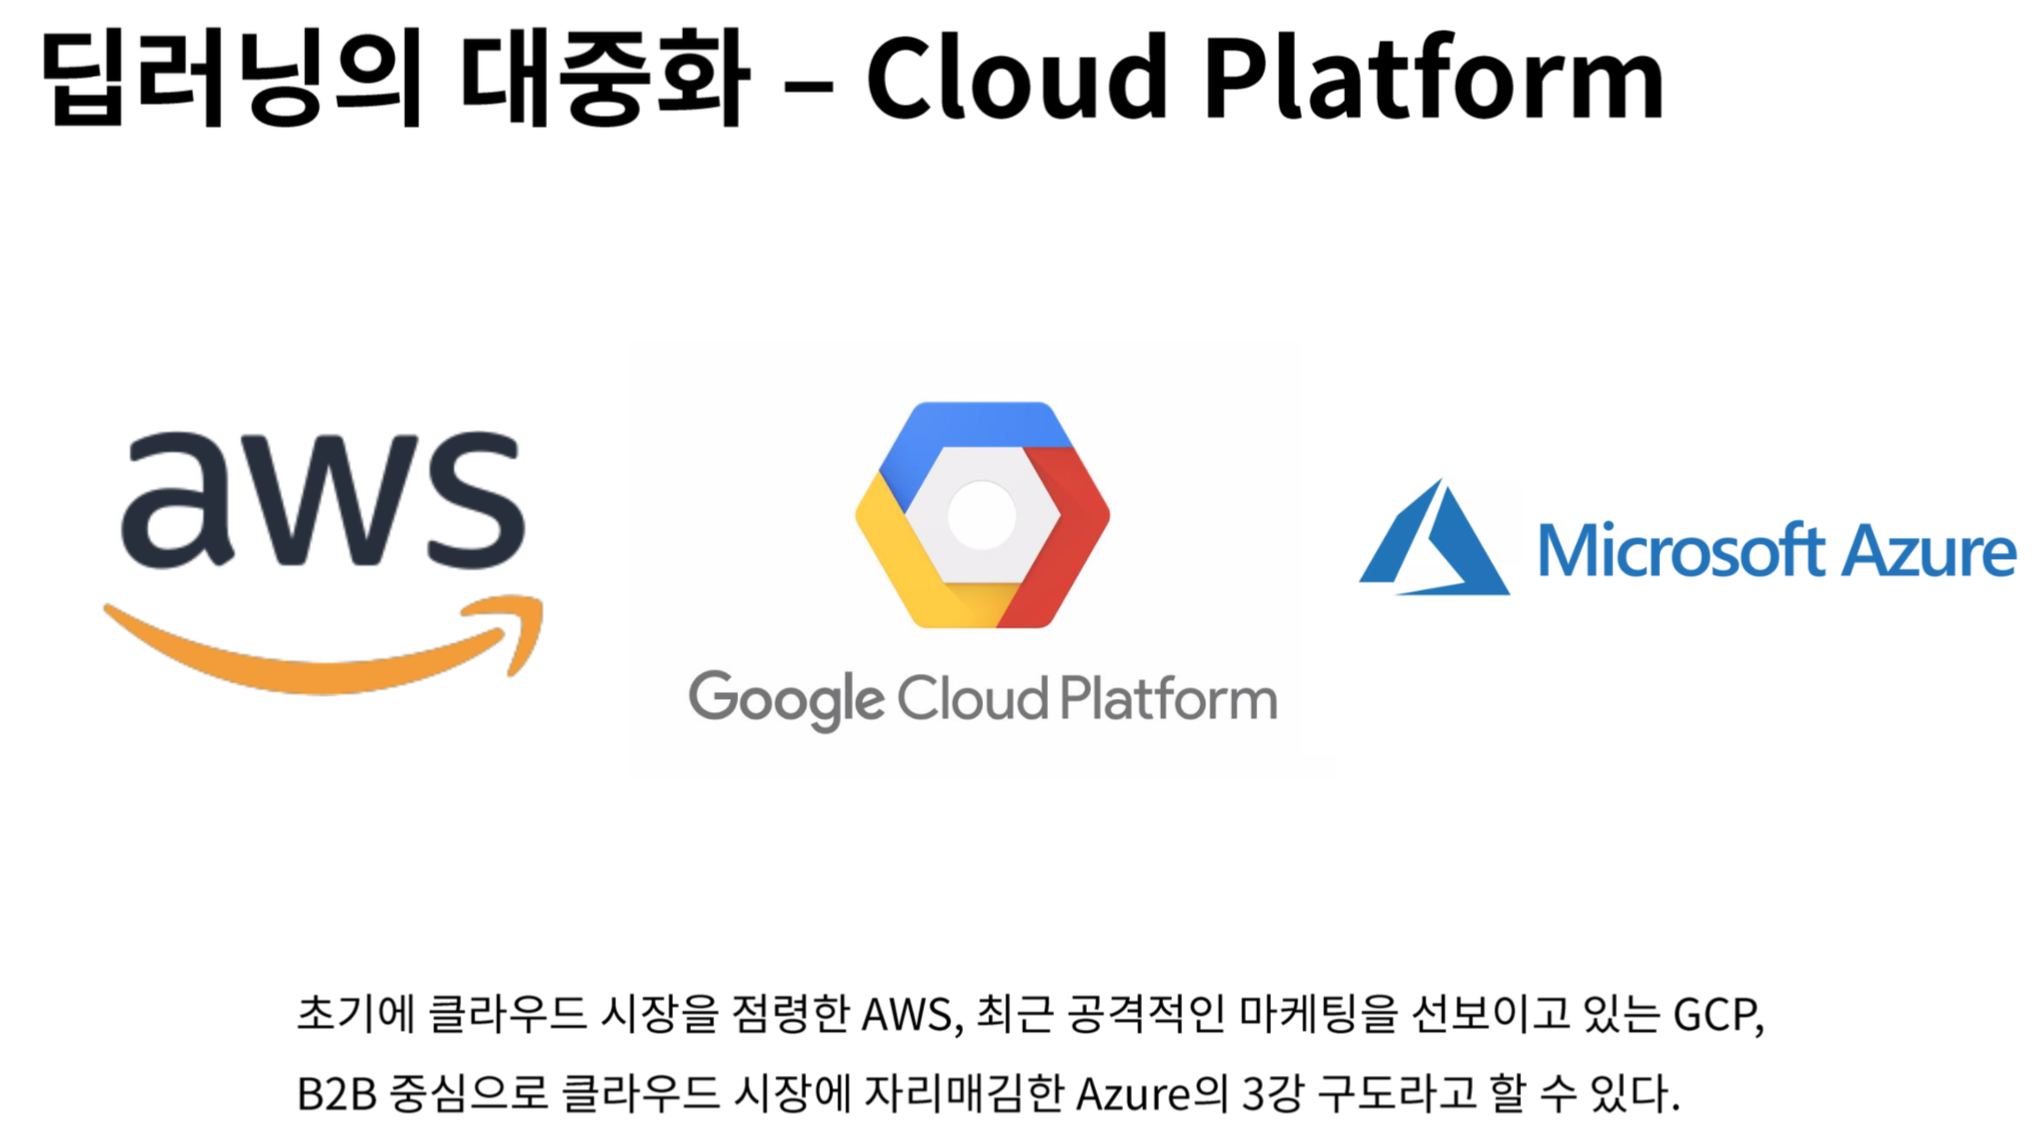 딥러닝의 대중화 – Cloud Platform
aws
Google Cloud Platform
Microsoft Azure
초기에 클라우드 시장을 점령한 AWS, 최근 공격적인 마케팅을 선보이고 있는 GCP,
B2B 중심으로 클라우드 시장에 자리매김한 Azure의 3강 구도라고 할 수 있다.